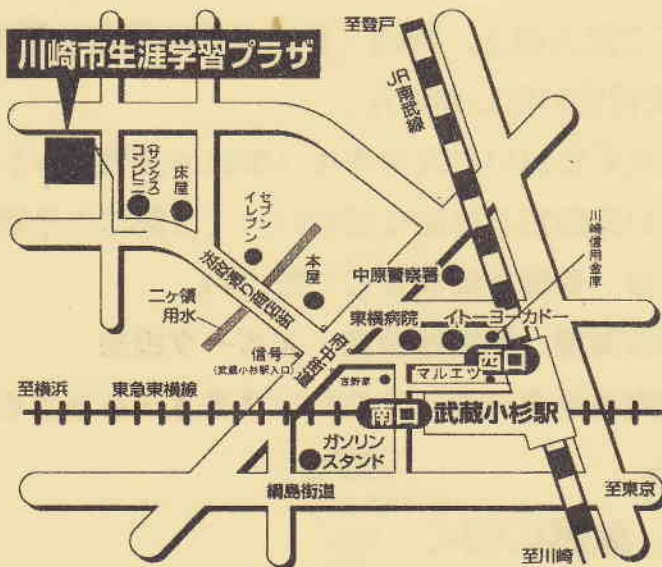 至登戸
川崎市生涯学習プラザ
JR南武線
コンビニ
(サンクス)
床屋
セブン
イレブン
川崎信用金庫
本屋
中原警察署
法政通り商店街
二ヶ領
用水
東横病院
イトーヨーカドー
信号
(武蔵小杉駅入口)
府中街道
西口
吉野家
マルエツ
至横浜
東急東横線
南口
武蔵小杉駅
ガソリン
スタンド
綱島街道
至東京
至川崎